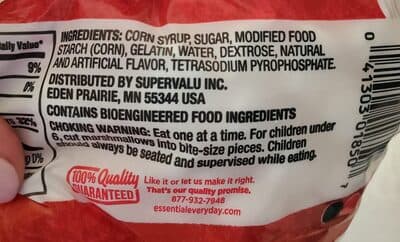 Daily Value*
9%
0%
32%
0%
INGREDIENTS: CORN SYRUP, SUGAR, MODIFIED FOOD
STARCH (CORN), GELATIN, WATER, DEXTROSE, NATURAL
AND ARTIFICIAL FLAVOR, TETRASODIUM PYROPHOSPHATE.
DISTRIBUTED BY SUPERVALU INC.
EDEN PRAIRIE, MN 55344 USA
CONTAINS BIOENGINEERED FOOD INGREDIENTS
CHOKING WARNING: Eat one at a time. For children under
6, cut marshmallows into bite-size pieces. Children
should always be seated and supervised while eating.
100% Quality
GUARANTEED
Like it or let us make it right.
That's our quality promise.
877-932-7948
essentialeveryday.com